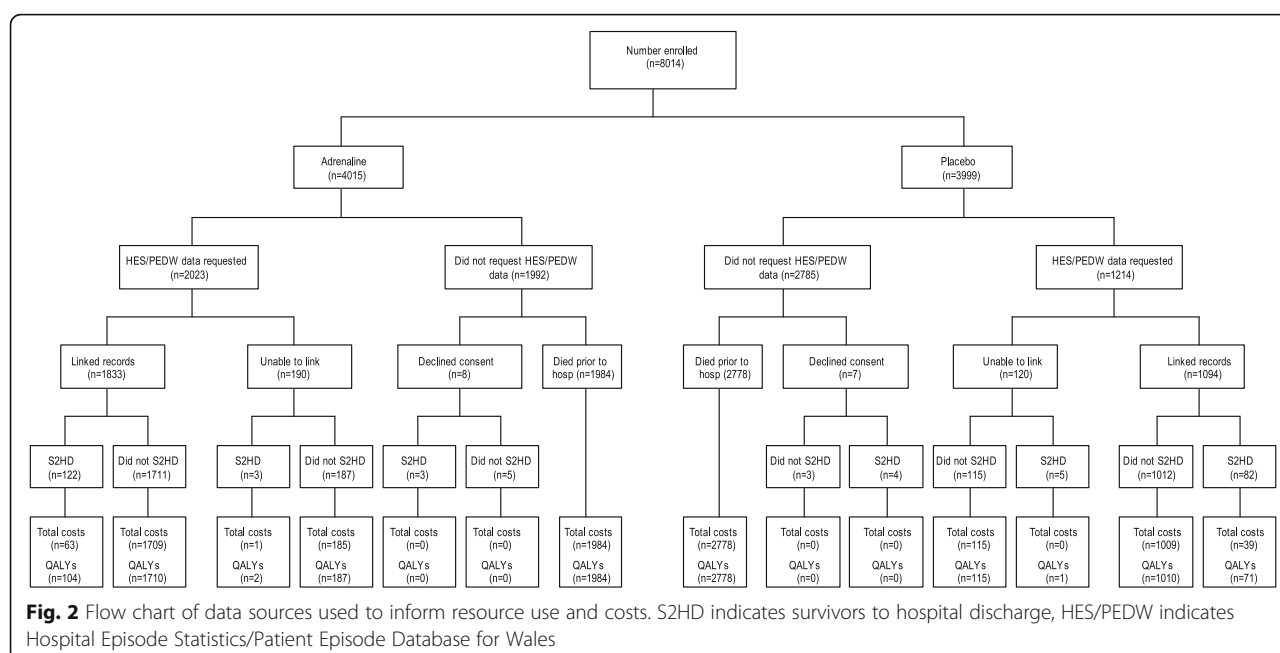 Number enrolled
(n=8014)
Adrenaline
(n=4015)
Placebo
(n=3999)
HES/PEDW data requested
(n=2023)
Did not request HES/PEDW
data (n=1992)
Did not request HES/PEDW
data (n=2785)
HES/PEDW data requested
(n=1214)
Linked records
(n=1833)
Unable to link
(n=190)
Declined consent
(n=8)
Died prior to
hosp (n=1984)
Died prior to
hosp (2778)
Declined consent
(n=7)
Unable to link
(n=120)
Linked records
(n=1094)
S2HD
(n=122)
Did not S2HD
(n=1711)
S2HD
(n=3)
Did not S2HD
(n=187)
S2HD
(n=3)
Did not S2HD
(n=5)
Did not S2HD
(n=3)
S2HD
(n=4)
Did not S2HD
(n=115)
S2HD
(n=5)
Did not S2HD
(n=1012)
S2HD
(n=82)
Total costs
(n=63)
QALYs
(n=104)
Total costs
(n=1709)
QALYs
(n=1710)
Total costs
(n=1)
QALYs
(n=2)
Total costs
(n=185)
QALYs
(n=187)
Total costs
(n=0)
QALYs
(n=0)
Total costs
(n=0)
QALYs
(n=0)
Total costs
(n=1984)
QALYs
(n=1984)
Total costs
(n=2778)
QALYs
(n=2778)
Total costs
(n=0)
QALYs
(n=0)
Total costs
(n=0)
QALYs
(n=0)
Total costs
(n=115)
QALYs
(n=115)
Total costs
(n=0)
QALYs
(n=1)
Total costs
(n=1009)
QALYs
(n=1010)
Total costs
(n=39)
QALYs
(n=71)
Fig. 2 Flow chart of data sources used to inform resource use and costs. S2HD indicates survivors to hospital discharge, HES/PEDW indicates
Hospital Episode Statistics/Patient Episode Database for Wales